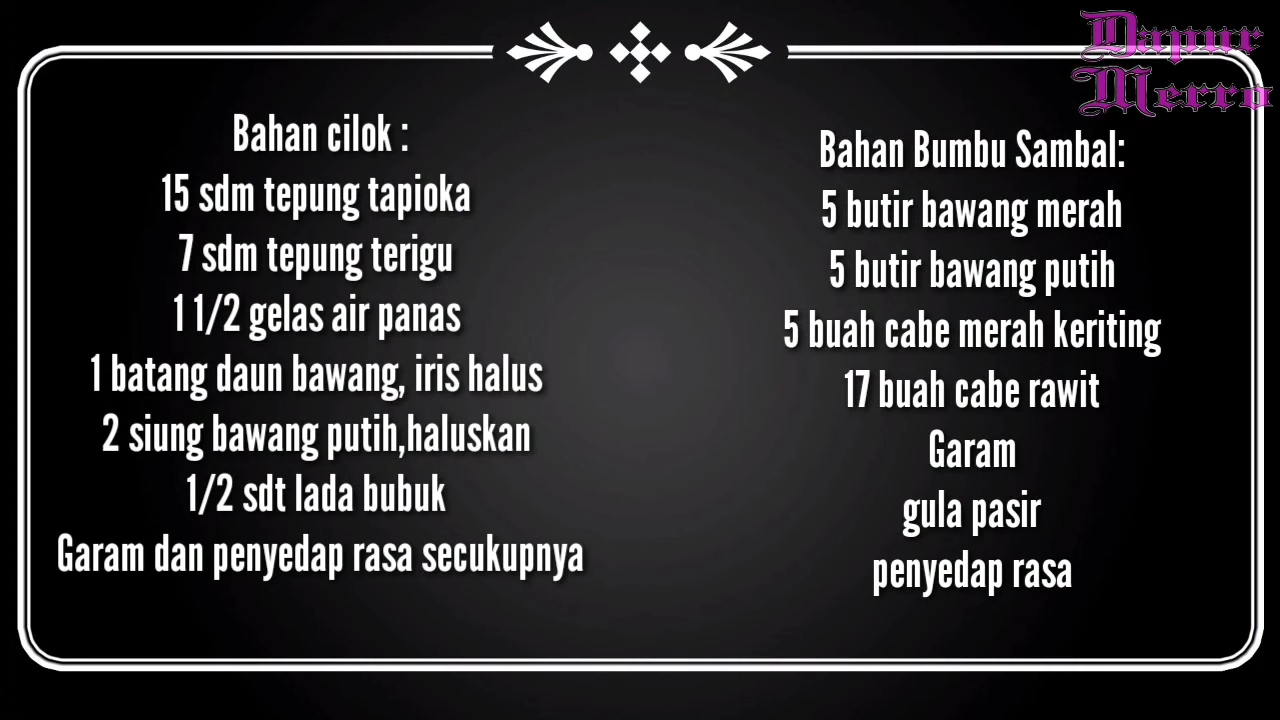 Dapur
Merro
Bahan cilok :
15 sdm tepung tapioka
7 sdm tepung terigu
1 1/2 gelas air panas
1 batang daun bawang, iris halus
2 siung bawang putih,haluskan
1/2 sdt lada bubuk
Garam dan penyedap rasa secukupnya
Bahan Bumbu Sambal:
5 butir bawang merah
5 butir bawang putih
5 buah cabe merah keriting
17 buah cabe rawit
Garam
gula pasir
penyedap rasa